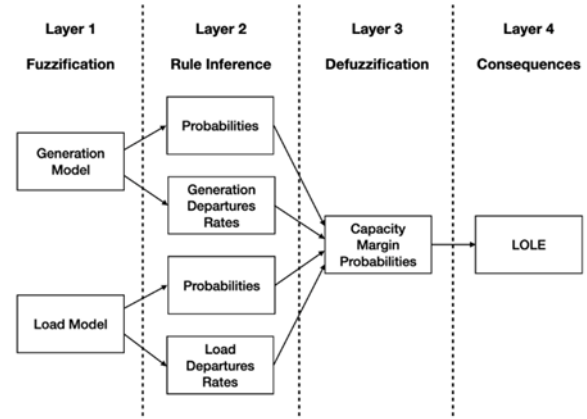 Layer 1
Layer 2
Layer 3
Layer 4
Fuzzification
Rule Inference
Defuzzification
Consequences
Probabilities
Generation
Model
Generation
Departures
Rates
Capacity
Margin
Probabilities
LOLE
Probabilities
Load Model
Load
Departures
Rates